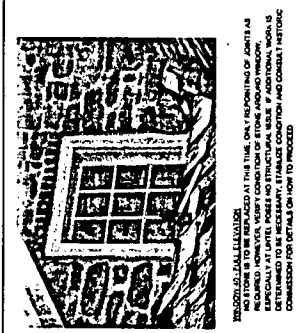 WINDOW 40 - FULL ELEVATION
NO STONE IS TO BE REPLACED AT THIS TIME, ONLY REPOINTING OF JOINTS AS
REQUIRED. HOWEVER, VERIFY CONDITION OF STONE AROUND WINDOW,
ESPECIALLY AT LINTEL POSES NO STRUCTURAL ISSUE. IF ADDITIONAL WORK IS
DETERMINED TO BE NECESSARY, STABILIZE CONDITION AND CONSULT HISTORIC
COMMISSION FOR DETAILS ON HOW TO PROCEED